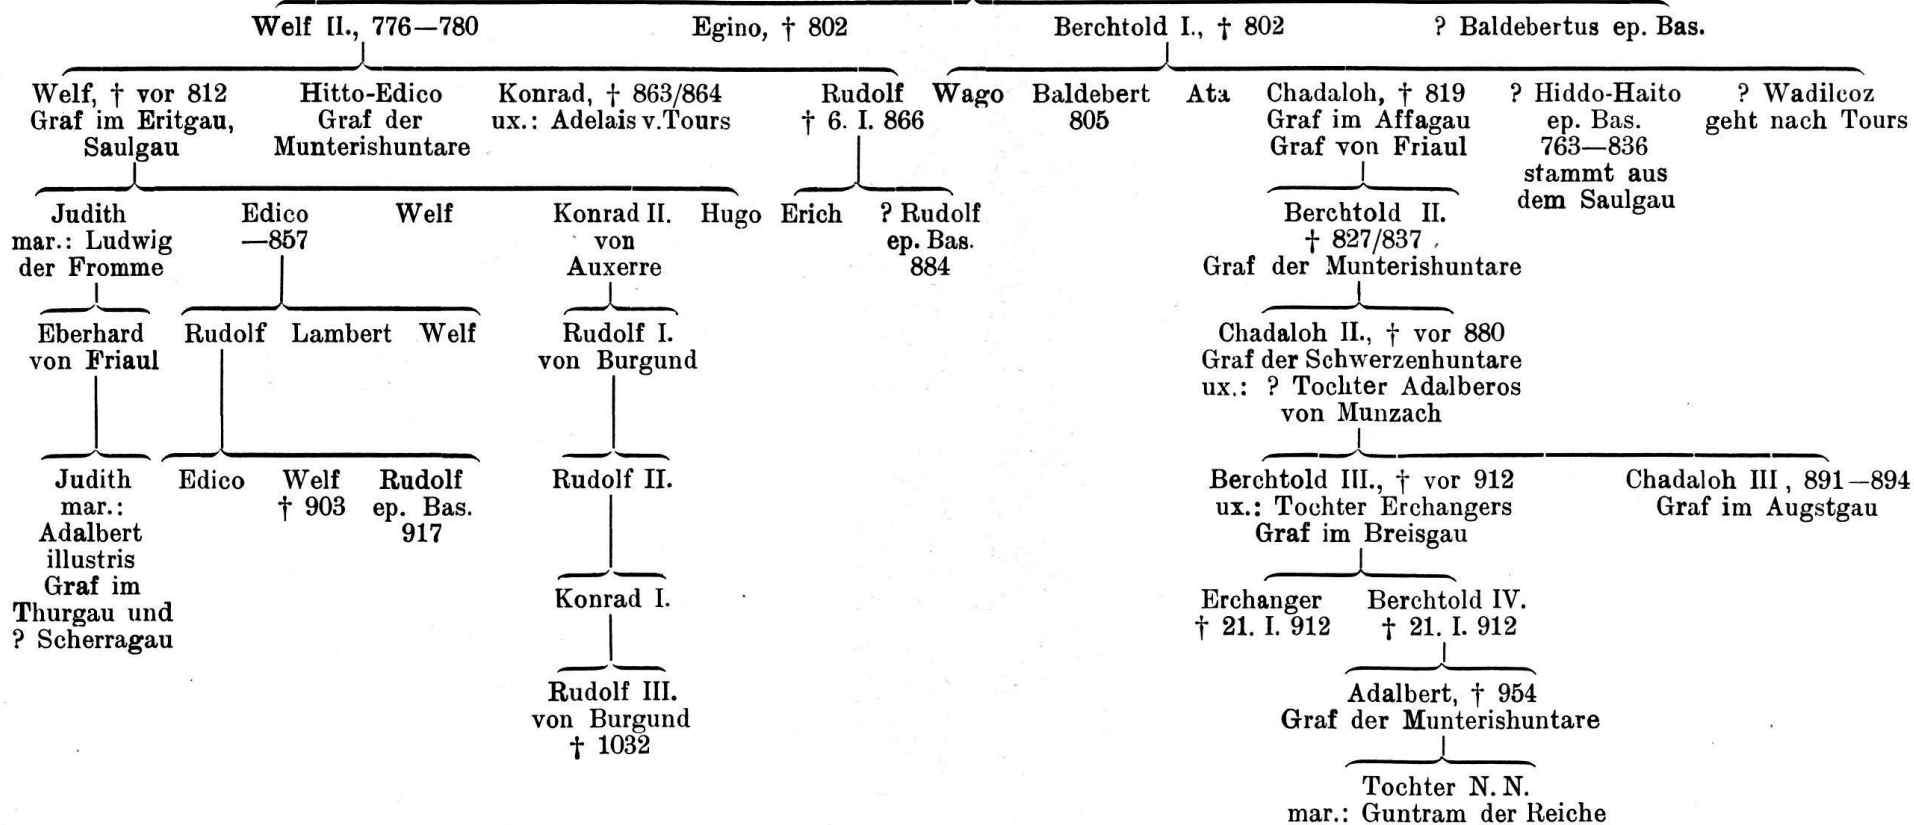 Welf II., 776—780 Egino, † 802 Berchtold I., † 802 ? Baldebertus ep. Bas.
Welf, † vor 812 Hitto-Edico Konrad, † 863/864 Rudolf Wago Baldebert Ata Chadaloh, † 819 ? Hiddo-Haito ? Wadilcoz
Graf im Eritgau, Graf der ux.: Adelais v. Tours † 6. I. 866 805 Graf im Affagau ep. Bas. geht nach Tours
Saulgau Munterishuntare Graf von Friaul 763—836
stammt aus
dem Saulgau
Judith Edico Welf Konrad II. Hugo Erich ? Rudolf Berchtold II.
mar.: Ludwig —857 von ep. Bas. † 827/837
der Fromme Auxerre 884 Graf der Munterishuntare
Eberhard Rudolf Lambert Welf Rudolf I. Chadaloh II., † vor 880
von Friaul von Burgund Graf der Schwerzenhuntare
ux.: ? Tochter Adalberos
von Munzach
Judith Edico Welf Rudolf Rudolf II. Berchtold III., † vor 912 Chadaloh III, 891—894
mar.: † 903 ep. Bas. ux.: Tochter Erchangers Graf im Augstgau
Adalbert 917 Graf im Breisgau
illustris
Graf im Konrad I. Erchanger Berchtold IV.
Thurgau und † 21. I. 912 † 21. I. 912
? Scherragau
Rudolf III. Adalbert, † 954
von Burgund Graf der Munterishuntare
† 1032
Tochter N. N.
mar.: Guntram der Reiche